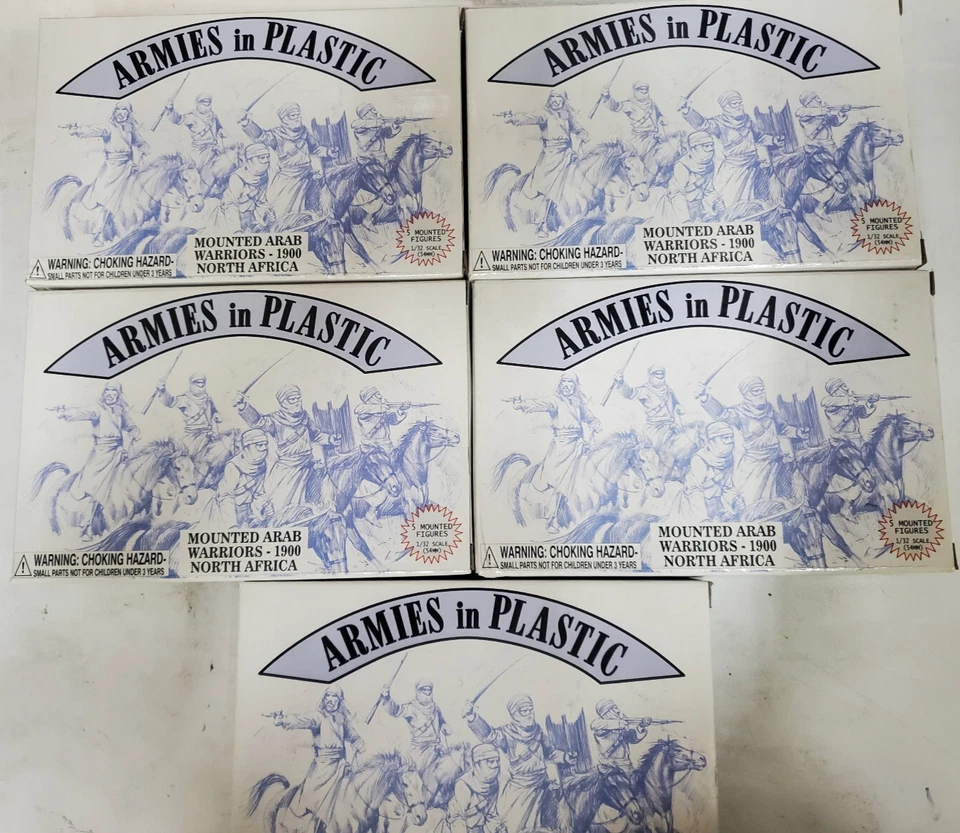 ARMIES in PLASTIC
WARNING: CHOKING HAZARD-
SMALL PARTS NOT FOR CHILDREN UNDER 3 YEARS
MOUNTED ARAB
WARRIORS - 1900
NORTH AFRICA
5 MOUNTED
FIGURES
1/32 SCALE
(54MM)
ARMIES in PLASTIC
WARNING: CHOKING HAZARD-
SMALL PARTS NOT FOR CHILDREN UNDER 3 YEARS
MOUNTED ARAB
WARRIORS - 1900
NORTH AFRICA
5 MOUNTED
FIGURES
1/32 SCALE
(54MM)
ARMIES in PLASTIC
WARNING: CHOKING HAZARD-
SMALL PARTS NOT FOR CHILDREN UNDER 3 YEARS
MOUNTED ARAB
WARRIORS - 1900
NORTH AFRICA
5 MOUNTED
FIGURES
1/32 SCALE
(54MM)
ARMIES in PLASTIC
WARNING: CHOKING HAZARD-
SMALL PARTS NOT FOR CHILDREN UNDER 3 YEARS
MOUNTED ARAB
WARRIORS - 1900
NORTH AFRICA
5 MOUNTED
FIGURES
1/32 SCALE
(54MM)
ARMIES in PLASTIC